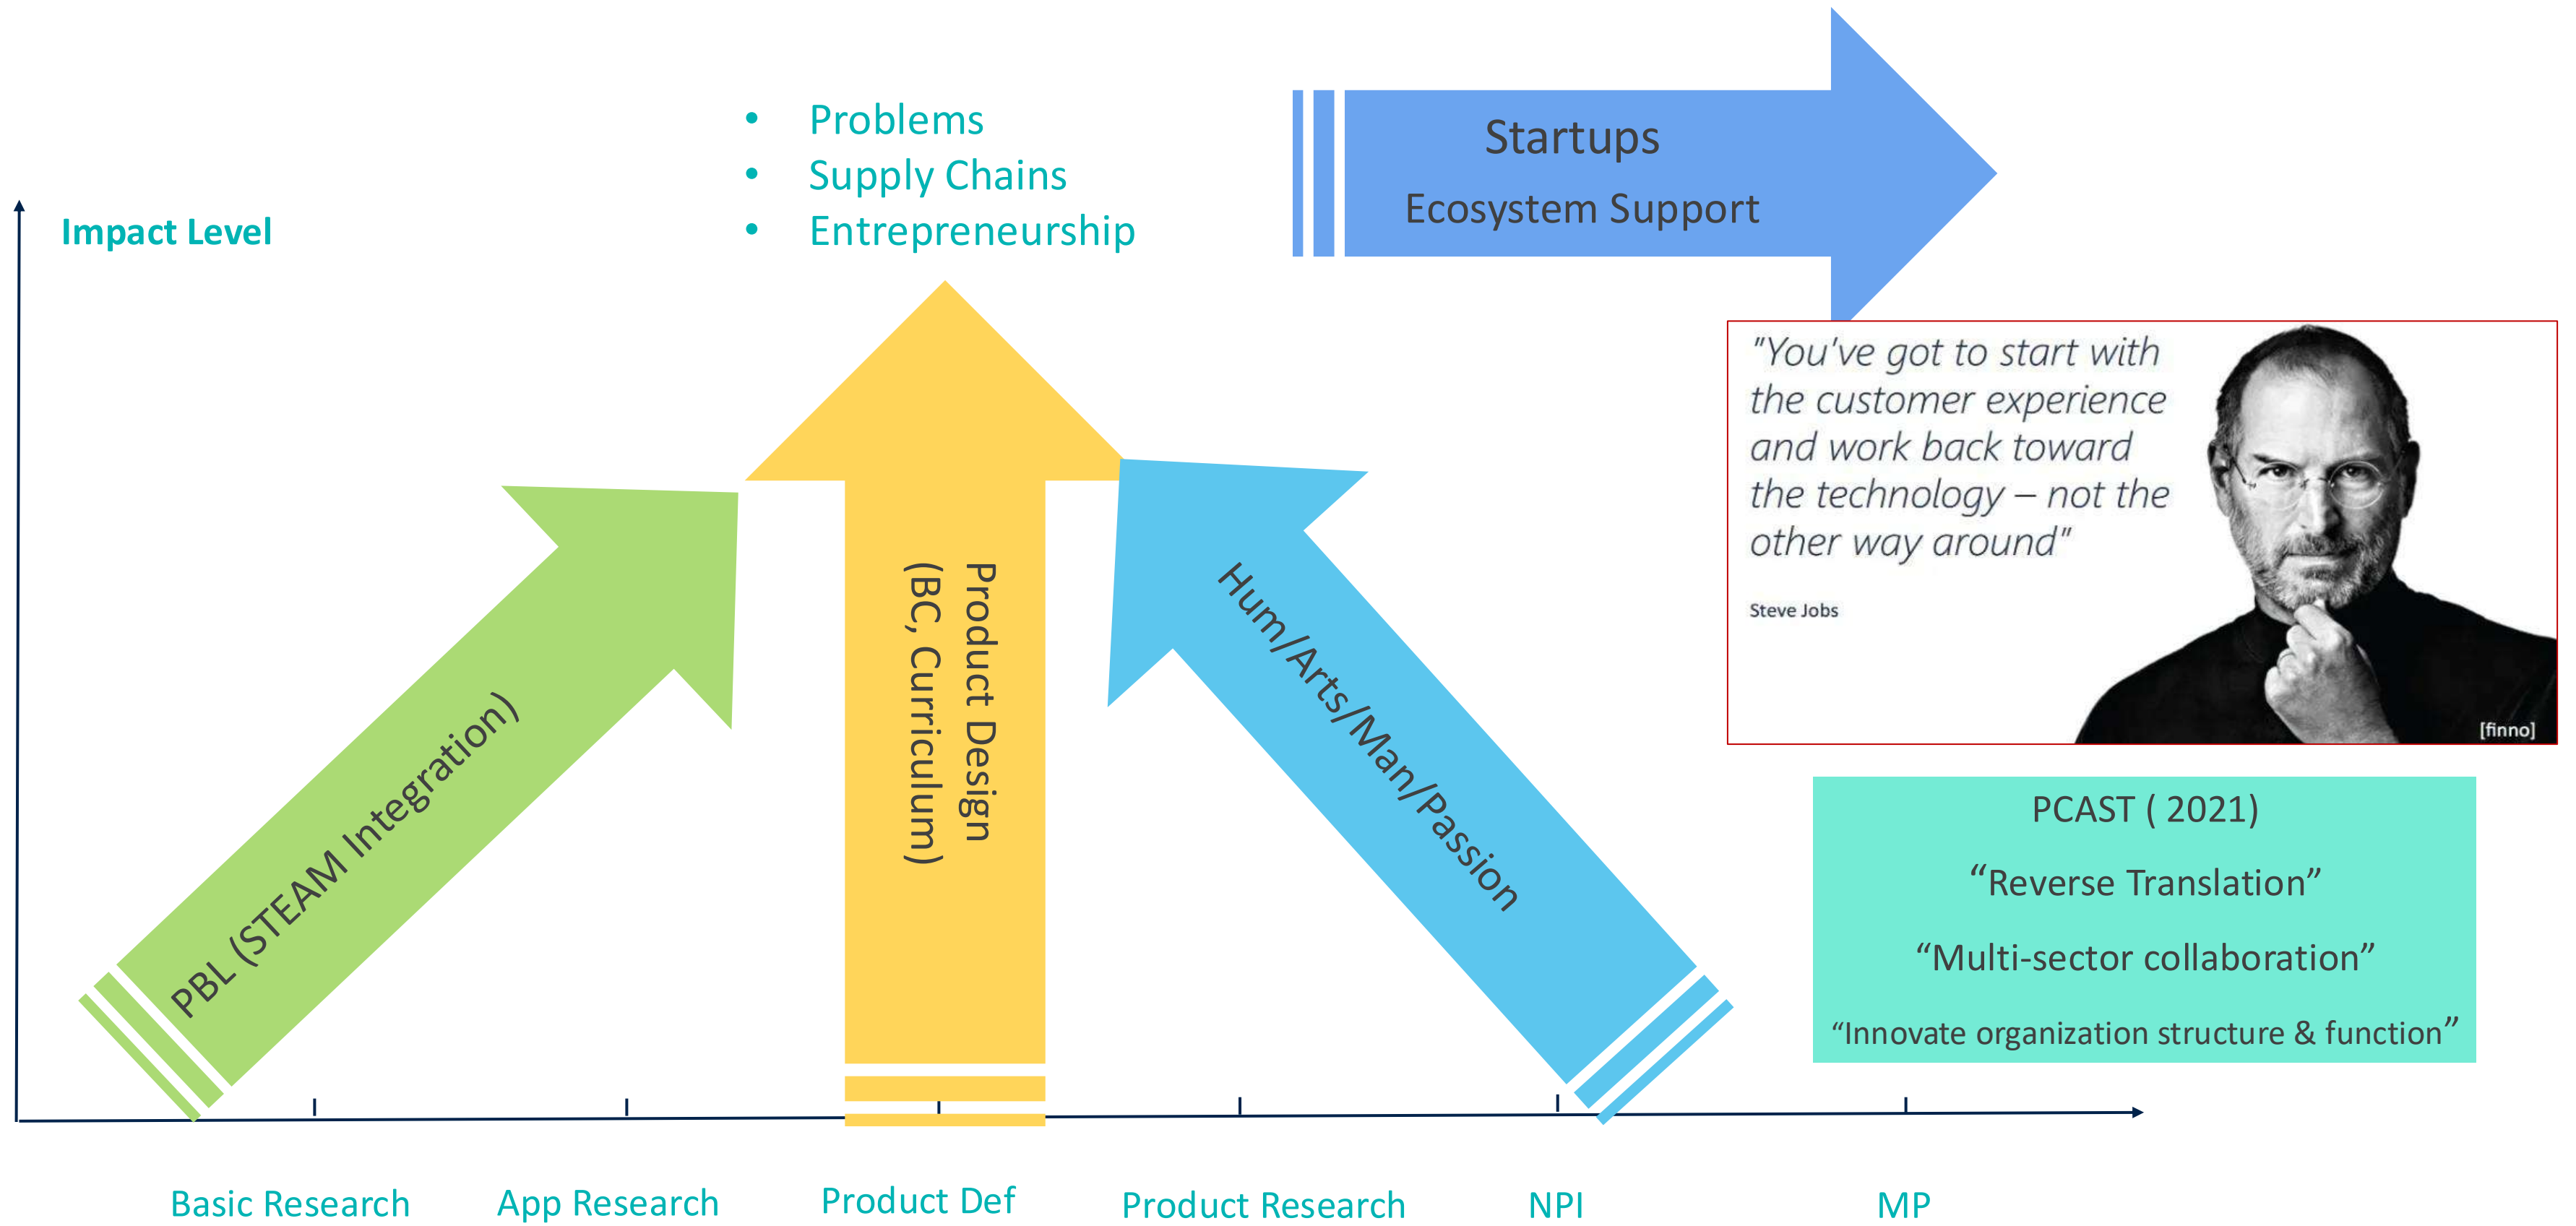 • Problems
• Supply Chains
• Entrepreneurship
Startups
Ecosystem Support
Impact Level
"You've got to start with
the customer experience
and work back toward
the technology – not the
other way around"
Steve Jobs
[finno]
PBL (STEAM Integration)
Product Design
(BC, Curriculum)
Hum/Arts/Man/Passion
PCAST ( 2021)
“Reverse Translation”
“Multi-sector collaboration”
“Innovate organization structure & function”
Basic Research
App Research
Product Def
Product Research
NPI
MP